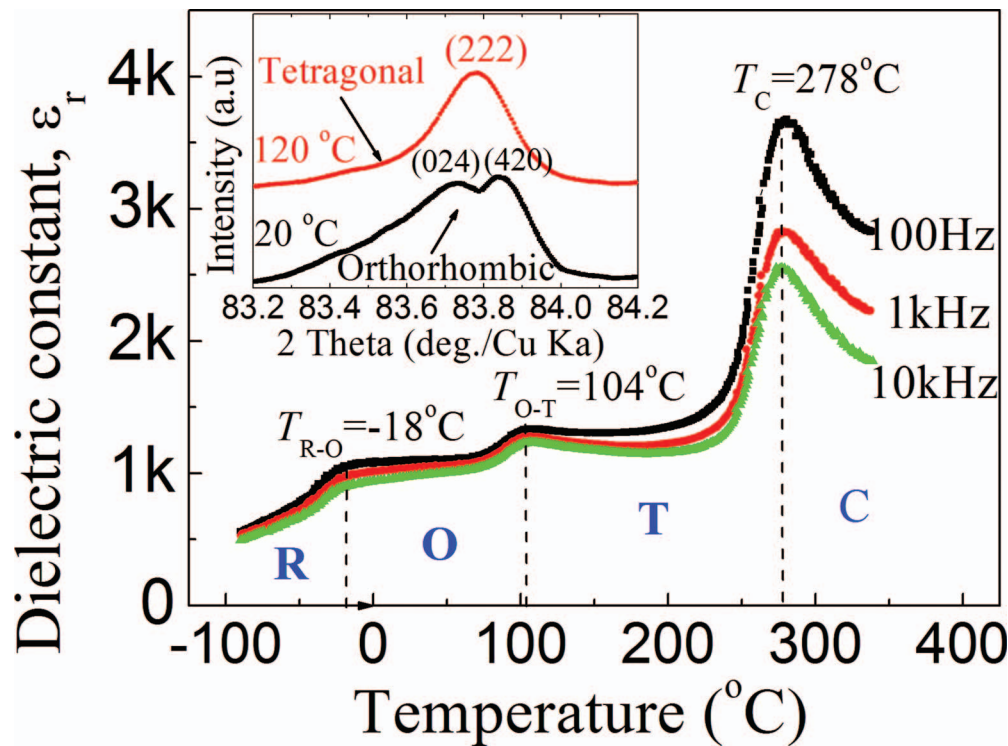 Dielectric constant, εr
4k
3k
2k
1k
0
-100
0
100
200
300
400
Temperature (°C)
Intensity (a.u)
(222)
Tetragonal
120 °C
(024)
(420)
20 °C
Orthorhombic
83.2
83.4
83.6
83.8
84.0
84.2
2 Theta (deg./Cu Ka)
TC=278°C
100Hz
1kHz
10kHz
TO-T=104°C
TR-O=-18°C
R
O
T
C